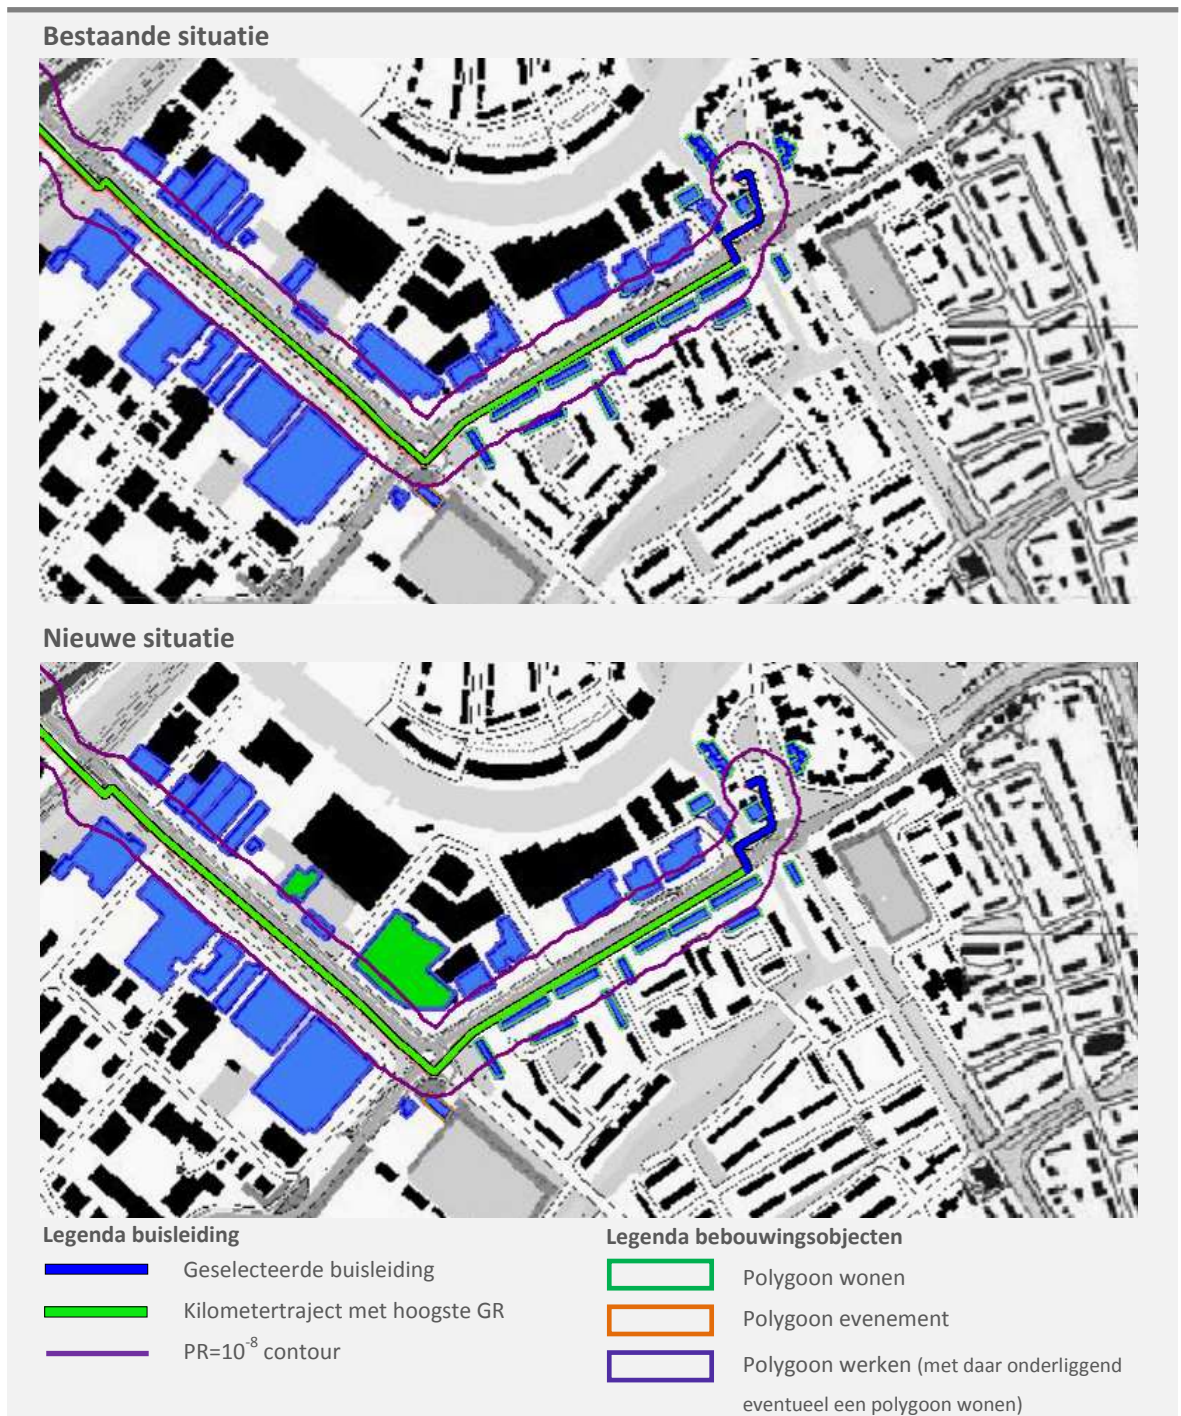 Bestaande situatie
Nieuwe situatie
Legenda buisleiding
Geselecteerde buisleiding
Kilometertraject met hoogste GR
PR=10⁻⁸ contour
Legenda bebouwingsobjecten
Polygoon wonen
Polygoon evenement
Polygoon werken (met daar onderliggend
eventueel een polygoon wonen)